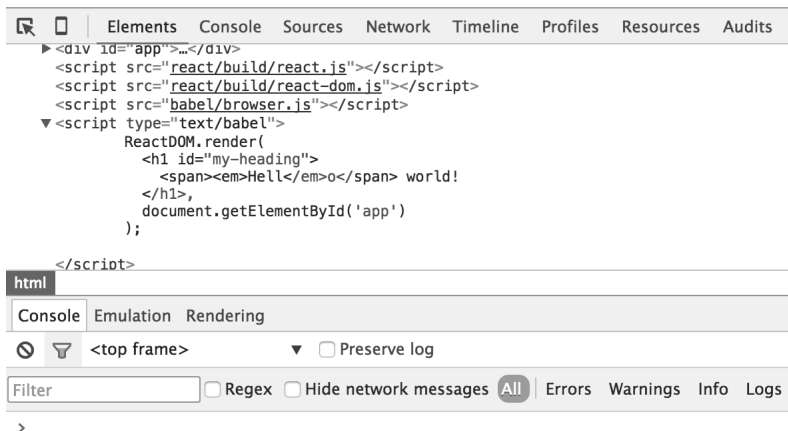 Elements Console Sources Network Timeline Profiles Resources Audits
▶<div id="app">…</div>
<script src="react/build/react.js"></script>
<script src="react/build/react-dom.js"></script>
<script src="babel/browser.js"></script>
▼<script type="text/babel">
ReactDOM.render(
<h1 id="my-heading">
<span><em>Hell</em>o</span> world!
</h1>,
document.getElementById('app')
);
</script>
html
Console Emulation Rendering
<top frame> ▼ Preserve log
Filter Regex Hide network messages All Errors Warnings Info Logs
>